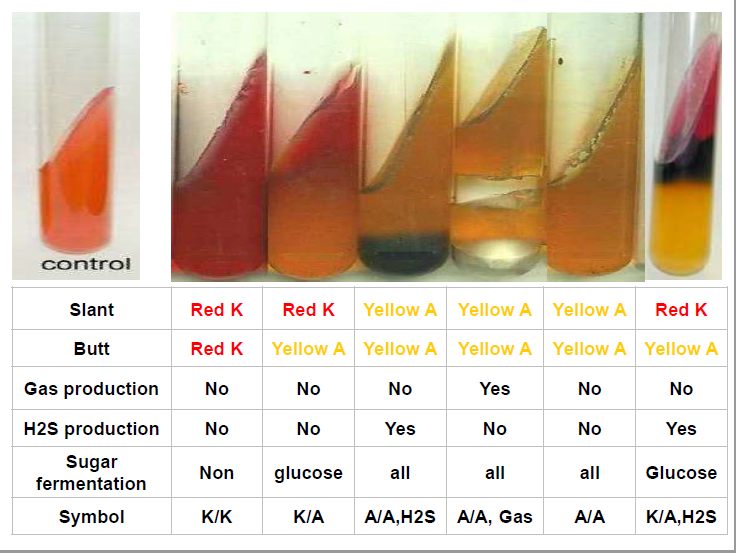 control
Slant Red K Red K Yellow A Yellow A Yellow A Red K
Butt Red K Yellow A Yellow A Yellow A Yellow A Yellow A
Gas production No No No Yes No No
H2S production No No Yes No No Yes
Sugar
fermentation Non glucose all all all Glucose
Symbol K/K K/A A/A,H2S A/A, Gas A/A K/A,H2S